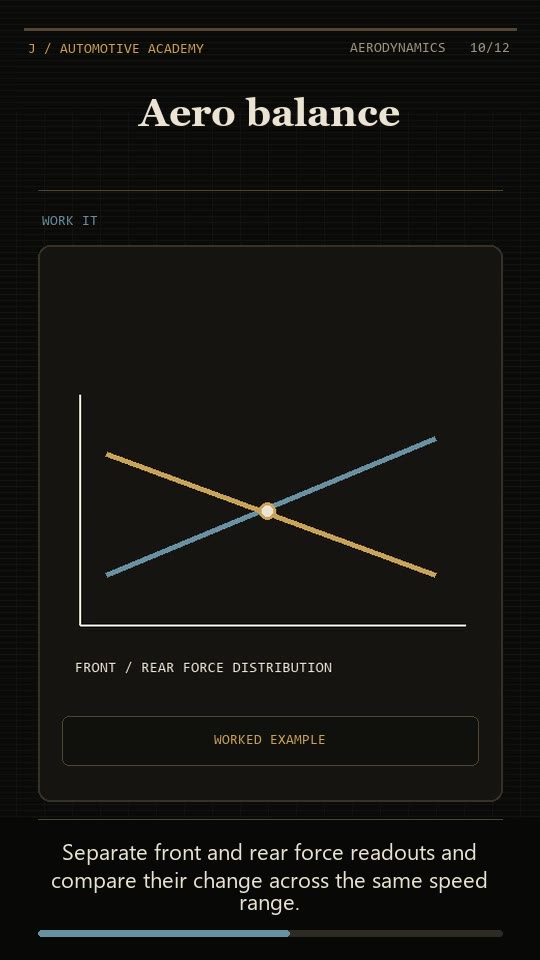 J / AUTOMOTIVE ACADEMY
AERODYNAMICS 10/12
Aero balance
WORK IT
FRONT / REAR FORCE DISTRIBUTION
WORKED EXAMPLE
Separate front and rear force readouts and
compare their change across the same speed
range.